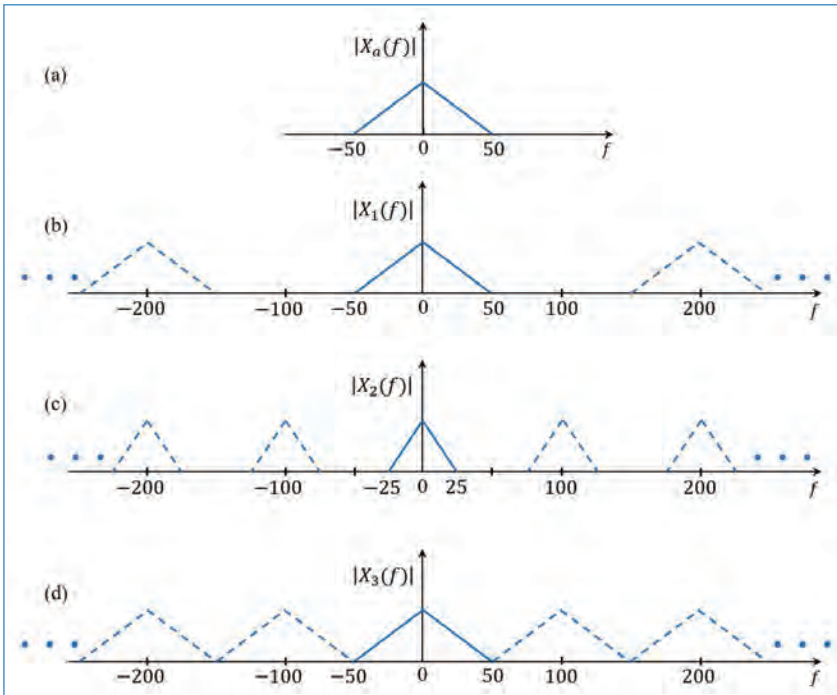 (a)
|Xₐ(f)|
−50 0 50 f
(b)
|X₁(f)|
−200 −100 −50 0 50 100 200 f
(c)
|X₂(f)|
−200 −100 −25 0 25 100 200 f
(d)
|X₃(f)|
−200 −100 −50 0 50 100 200 f